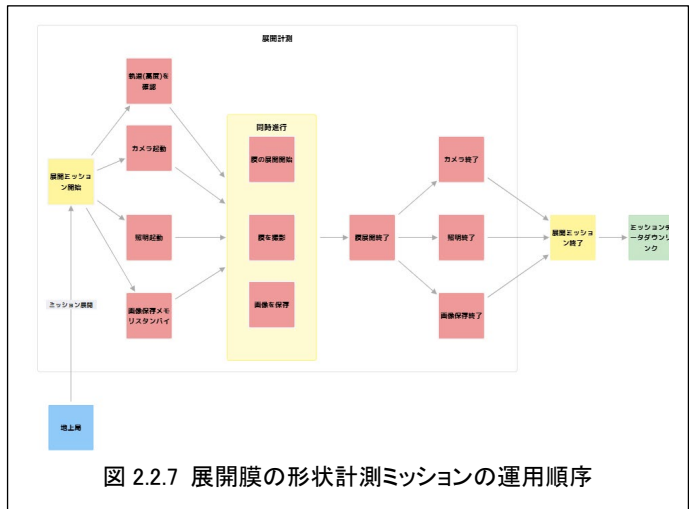 展開計測
軌道(高度)を
確認
同時進行
膜の展開開始
カメラ起動
カメラ終了
展開ミッショ
ン開始
照明起動
膜を撮影
膜展開終了
照明終了
展開ミッショ
ン終了
ミッションデ
ータダウンリ
ンク
ミッション展開
画像保存メモ
リスタンバイ
画像を保存
画像保存終了
地上局
図 2.2.7 展開膜の形状計測ミッションの運用順序